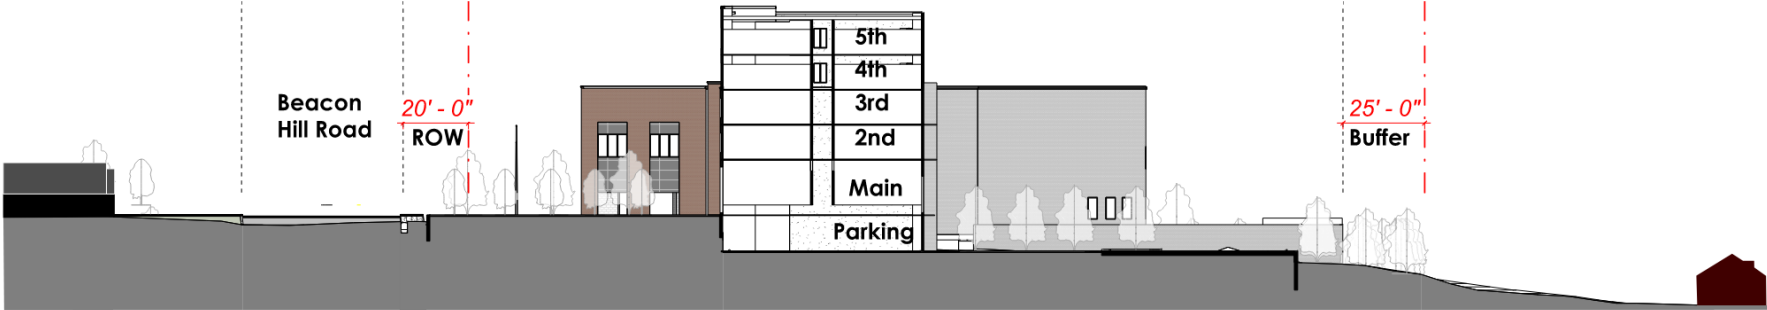 5th
4th
Beacon
Hill Road
20' - 0"
ROW
3rd
2nd
25' - 0"
Buffer
Main
Parking